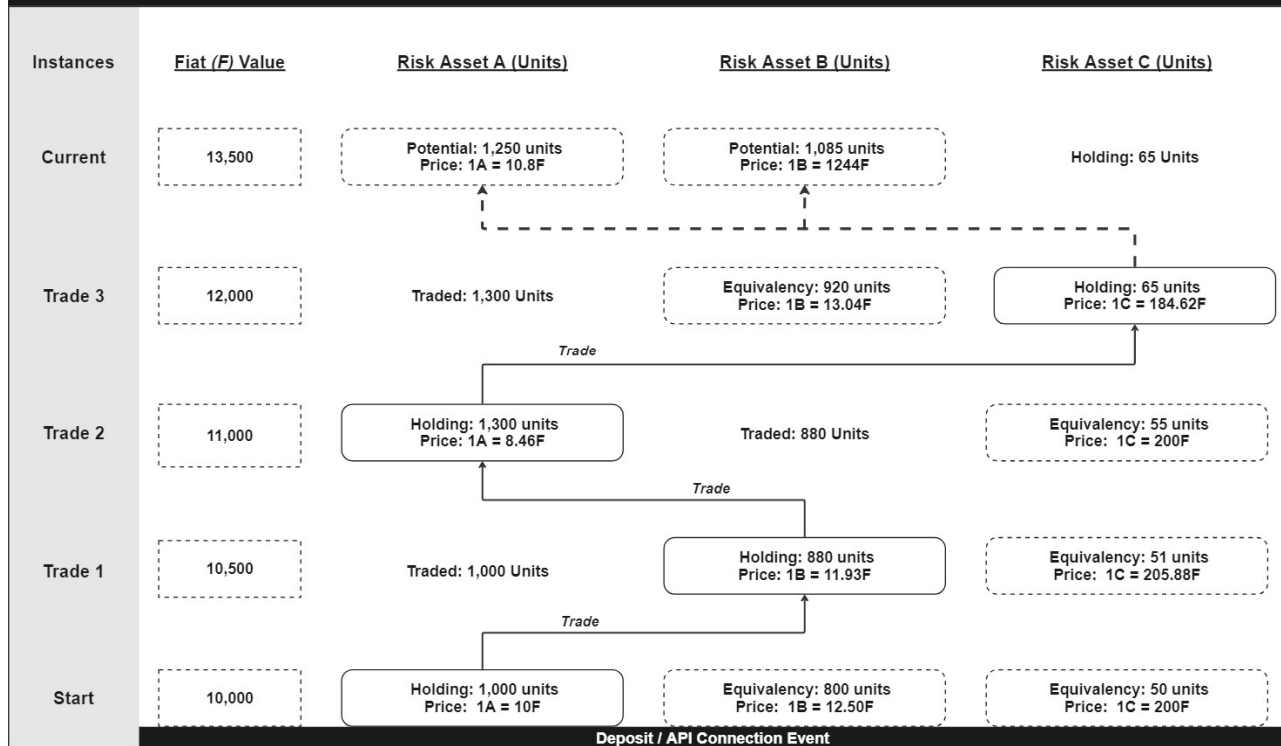 Instances
Fiat (F) Value
Risk Asset A (Units)
Risk Asset B (Units)
Risk Asset C (Units)
Current
13,500
Potential: 1,250 units
Price: 1A = 10.8F
Potential: 1,085 units
Price: 1B = 1244F
Holding: 65 Units
Trade 3
12,000
Traded: 1,300 Units
Equivalency: 920 units
Price: 1B = 13.04F
Holding: 65 units
Price: 1C = 184.62F
Trade
Trade 2
11,000
Holding: 1,300 units
Price: 1A = 8.46F
Traded: 880 Units
Equivalency: 55 units
Price:  1C = 200F
Trade
Trade 1
10,500
Traded: 1,000 Units
Holding: 880 units
Price: 1B = 11.93F
Equivalency: 51 units
Price:  1C = 205.88F
Trade
Start
10,000
Holding: 1,000 units
Price:  1A = 10F
Equivalency: 800 units
Price: 1B = 12.50F
Equivalency: 50 units
Price: 1C = 200F
Deposit / API Connection Event